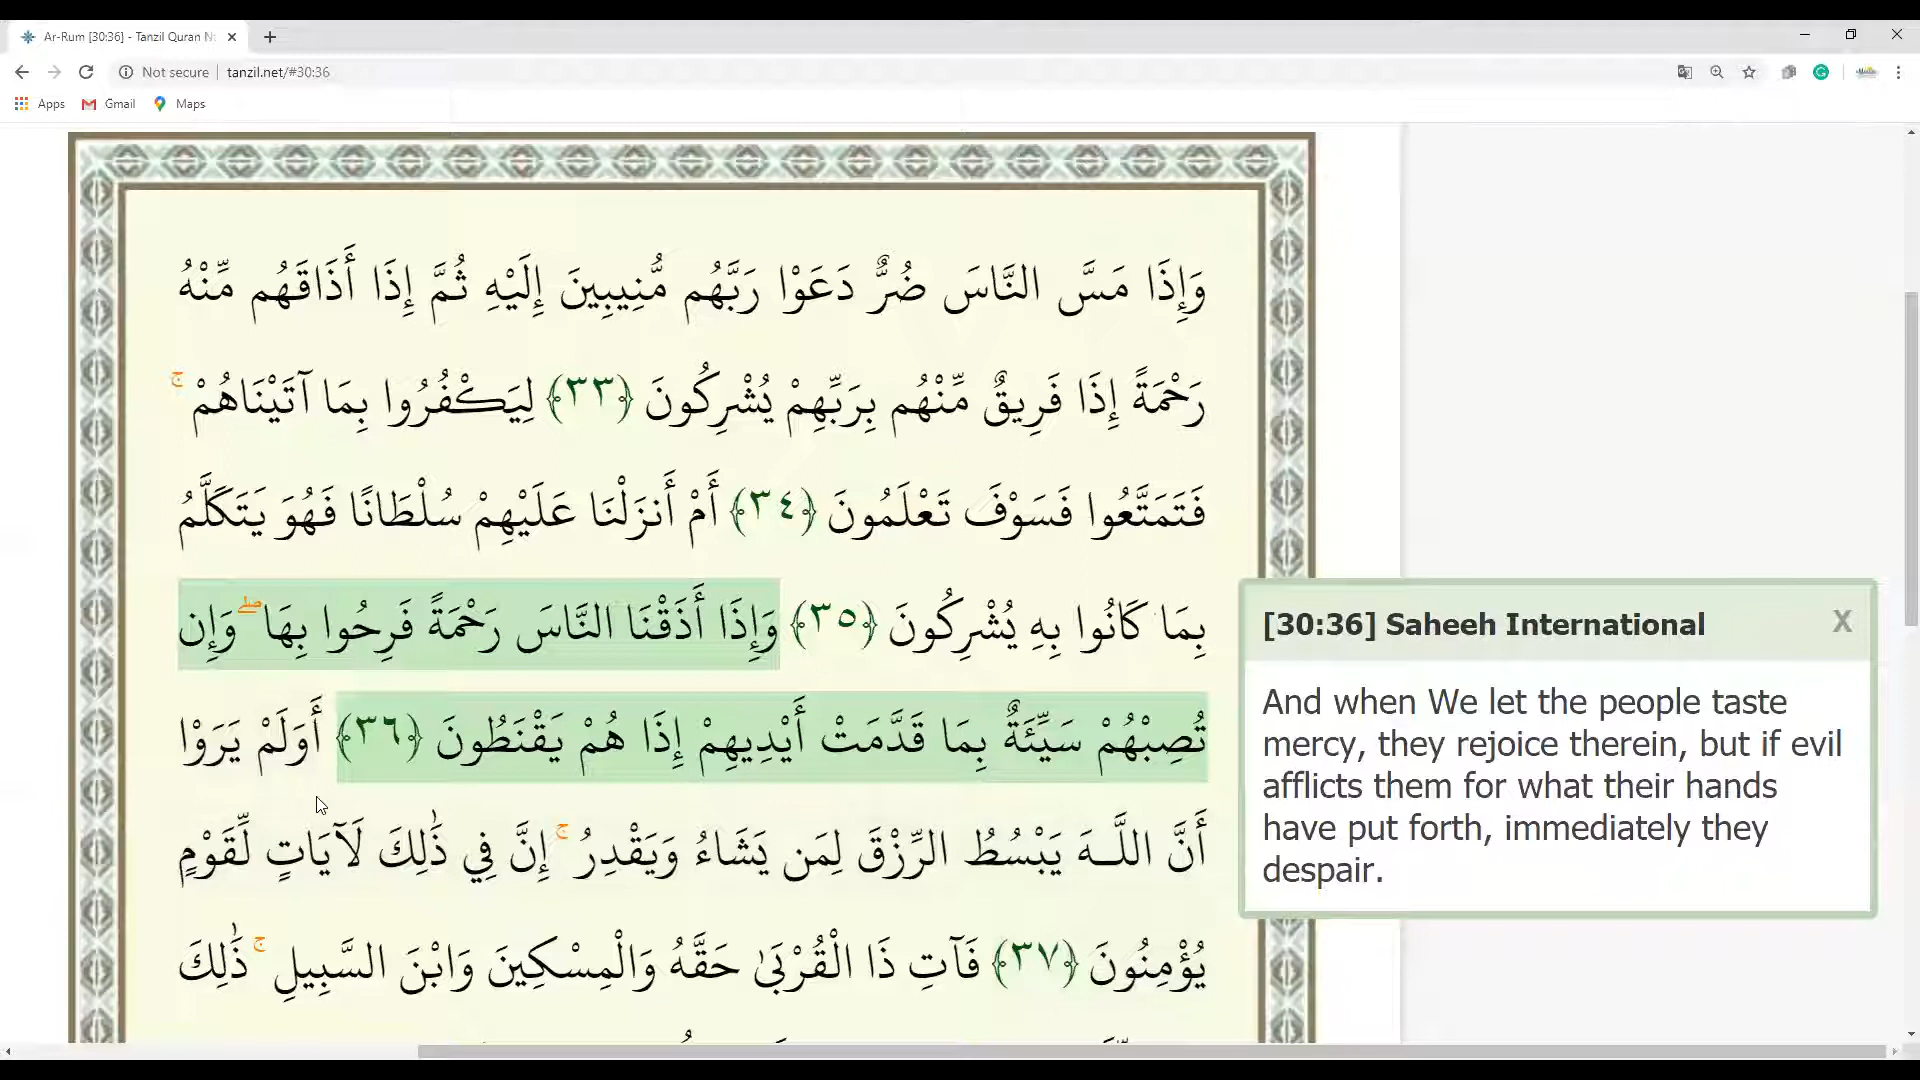 Ar-Rum [30:36] - Tanzil Quran N
Not secure | tanzil.net/#30:36
Apps Gmail Maps
وَإِذَا مَسَّ النَّاسَ ضُرٌّ دَعَوْا رَبَّهُم مُّنِيبِينَ إِلَيْهِ ثُمَّ إِذَا أَذَاقَهُم مِّنْهُ
رَحْمَةً إِذَا فَرِيقٌ مِّنْهُم بِرَبِّهِمْ يُشْرِكُونَ ﴿٣٣﴾ لِيَكْفُرُوا بِمَا آتَيْنَاهُمْ ۚ
فَتَمَتَّعُوا فَسَوْفَ تَعْلَمُونَ ﴿٣٤﴾ أَمْ أَنزَلْنَا عَلَيْهِمْ سُلْطَانًا فَهُوَ يَتَكَلَّمُ
بِمَا كَانُوا بِهِ يُشْرِكُونَ ﴿٣٥﴾ وَإِذَا أَذَقْنَا النَّاسَ رَحْمَةً فَرِحُوا بِهَا ۖ وَإِن
تُصِبْهُمْ سَيِّئَةٌ بِمَا قَدَّمَتْ أَيْدِيهِمْ إِذَا هُمْ يَقْنَطُونَ ﴿٣٦﴾ أَوَلَمْ يَرَوْا
أَنَّ اللَّـهَ يَبْسُطُ الرِّزْقَ لِمَن يَشَاءُ وَيَقْدِرُ ۚ إِنَّ فِي ذَٰلِكَ لَآيَاتٍ لِّقَوْمٍ
يُؤْمِنُونَ ﴿٣٧﴾ فَآتِ ذَا الْقُرْبَىٰ حَقَّهُ وَالْمِسْكِينَ وَابْنَ السَّبِيلِ ۚ ذَٰلِكَ
[30:36] Saheeh International X
And when We let the people taste
mercy, they rejoice therein, but if evil
afflicts them for what their hands
have put forth, immediately they
despair.